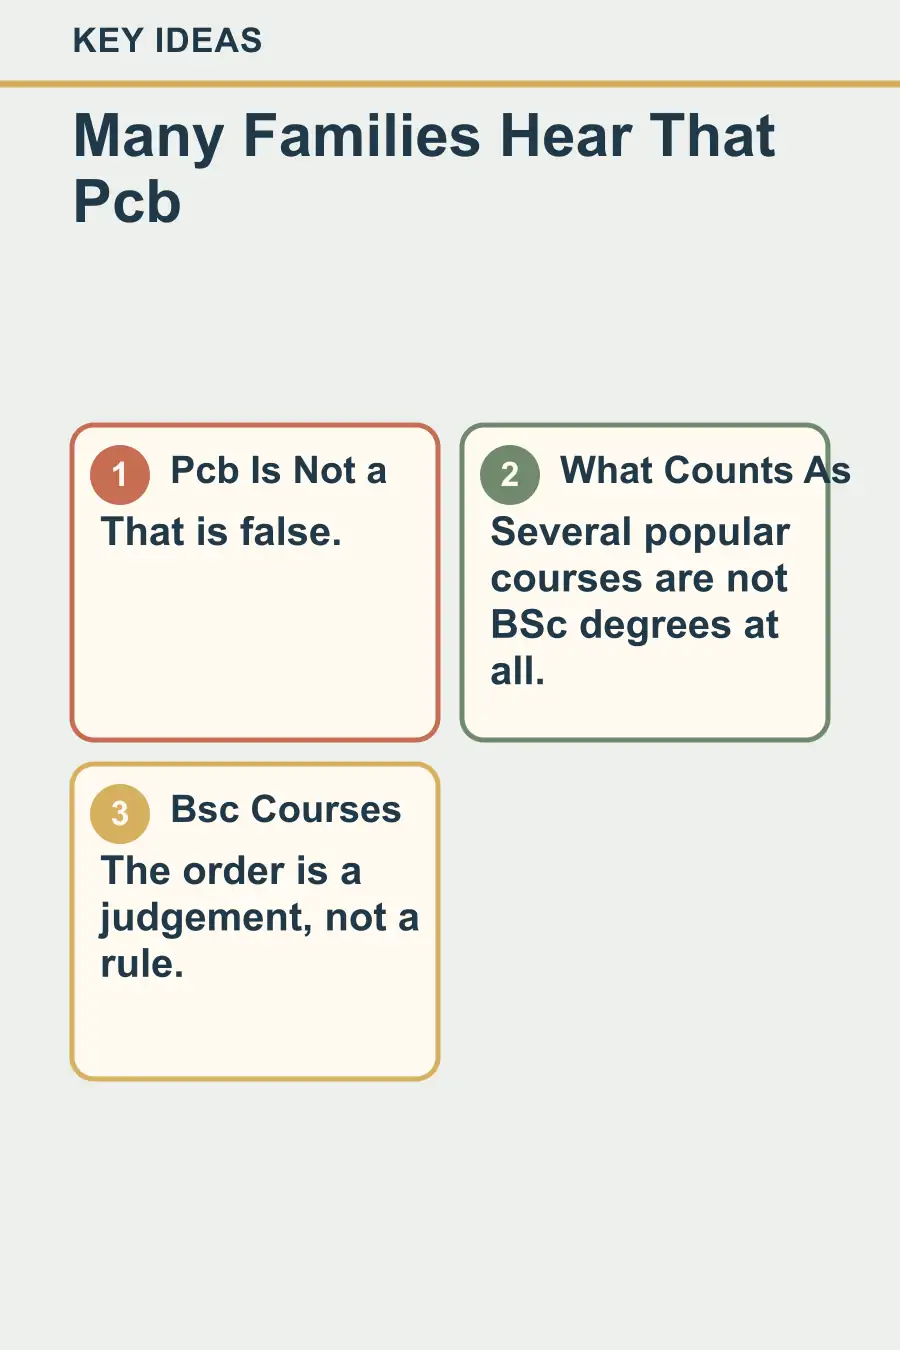 KEY IDEAS
Many Families Hear That
Pcb
1
Pcb Is Not a
That is false.
2
What Counts As
Several popular
courses are not
BSc degrees at
all.
3
Bsc Courses
The order is a
judgement, not a
rule.